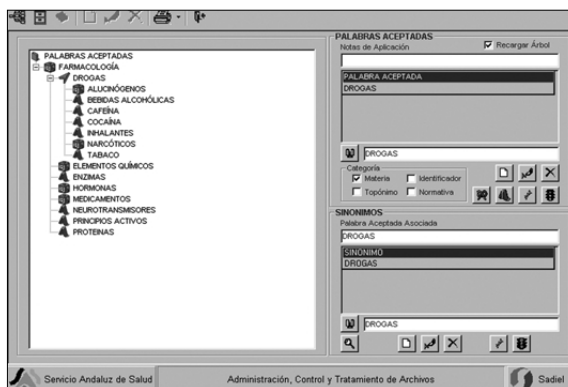 PALABRAS ACEPTADAS
FARMACOLOGÍA
DROGAS
ALUCINÓGENOS
BEBIDAS ALCOHÓLICAS
CAFEÍNA
COCAÍNA
INHALANTES
NARCÓTICOS
TABACO
ELEMENTOS QUÍMICOS
ENZIMAS
HORMONAS
MEDICAMENTOS
NEUROTRANSMISORES
PRINCIPIOS ACTIVOS
PROTEINAS
PALABRAS ACEPTADAS
Notas de Aplicación
Recargar Árbol
PALABRA ACEPTADA
DROGAS
DROGAS
Categoría
Materia Identificador
Topónimo Normativa
SINONIMOS
Palabra Aceptada Asociada
DROGAS
SINONIMO
DROGAS
DROGAS
Servicio Andaluz de Salud
Administración, Control y Tratamiento de Archivos
Sadiel